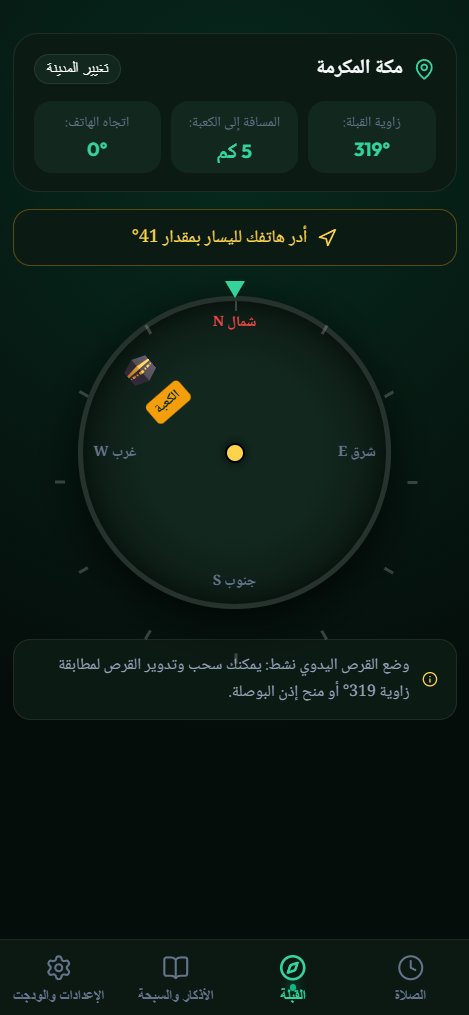 مكة المكرمة
تغيير المدينة
زاوية القبلة:
319°
المسافة إلى الكعبة:
5 كم
اتجاه الهاتف:
0°
أدر هاتفك لليسار بمقدار 41°
شمال N
الكعبة
غرب W
شرق E
جنوب S
وضع القرص اليدوي نشط: يمكنك سحب وتدوير القرص لمطابقة
زاوية 319° أو منح إذن البوصلة.
الصلاة
القبلة
الأذكار والسبحة
الإعدادات والودجت